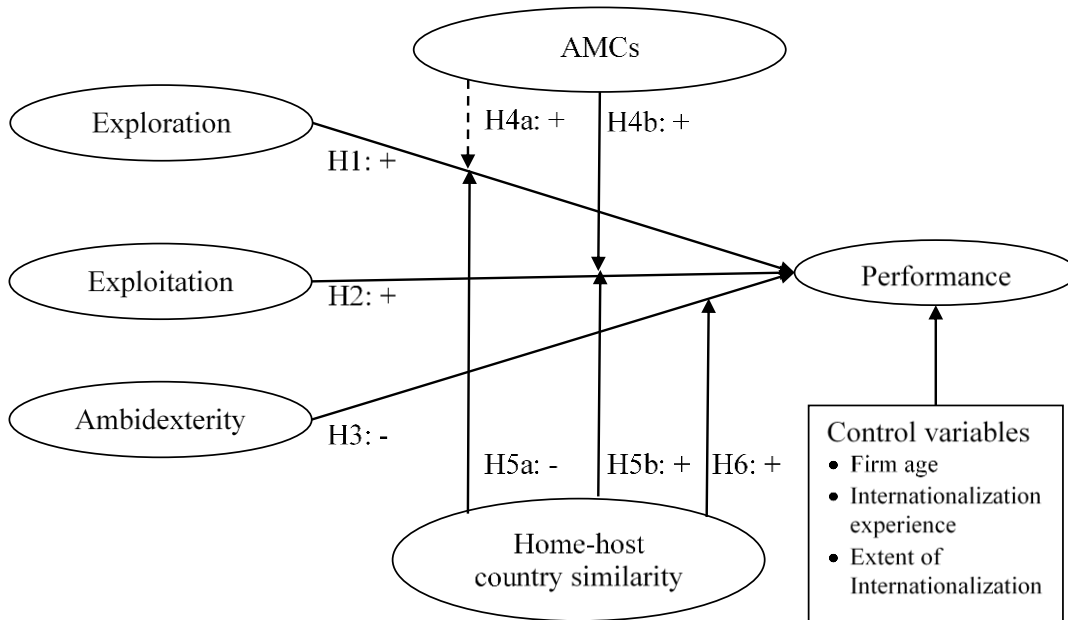 AMCs
Exploration
H4a: +
H4b: +
H1: +
Exploitation
H2: +
Performance
Ambidexterity
H3: -
H5a: -
H5b: +
H6: +
Home-host
country similarity
Control variables
• Firm age
• Internationalization
experience
• Extent of
Internationalization